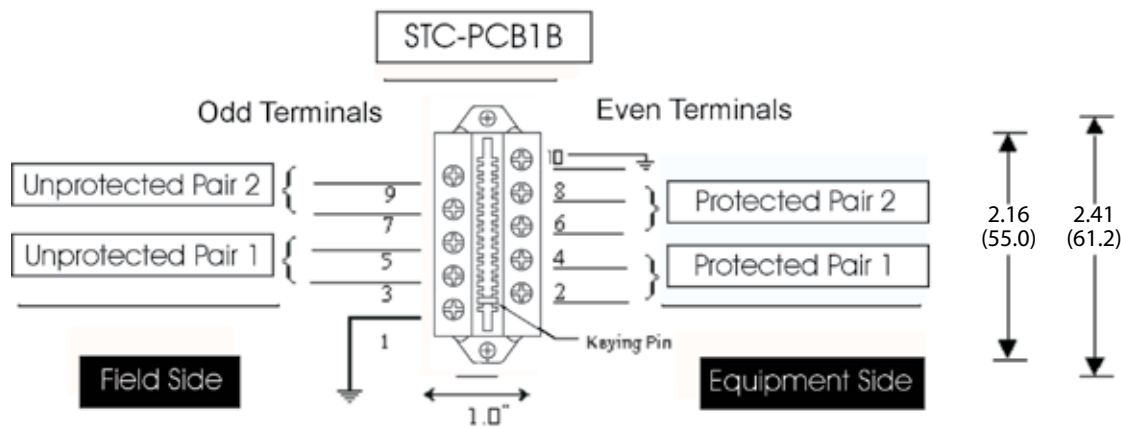 STC-PCB1B
Odd Terminals
Even Terminals
Unprotected Pair 2
9
7
Unprotected Pair 1
5
3
1
10
8
6
Protected Pair 2
4
2
Protected Pair 1
Keying Pin
Field Side
Equipment Side
1.0"
2.16
(55.0)
2.41
(61.2)